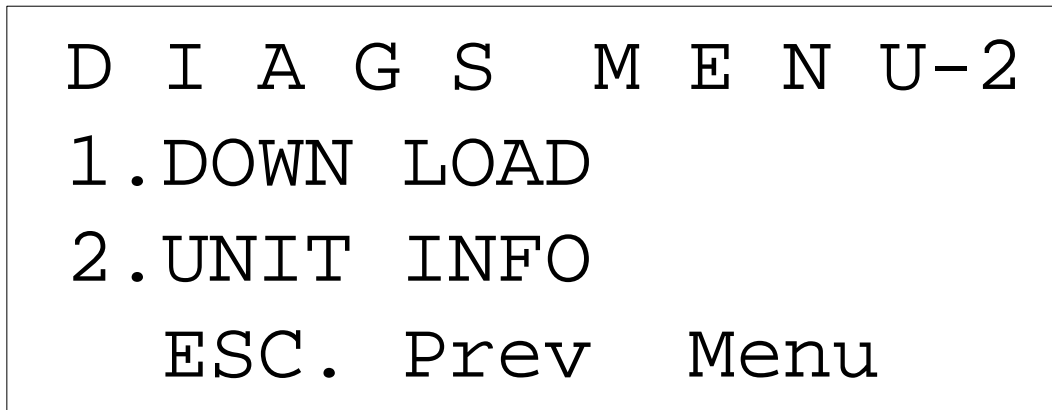 D I A G S  M E N U-2
1.DOWN LOAD
2.UNIT INFO
ESC. Prev  Menu